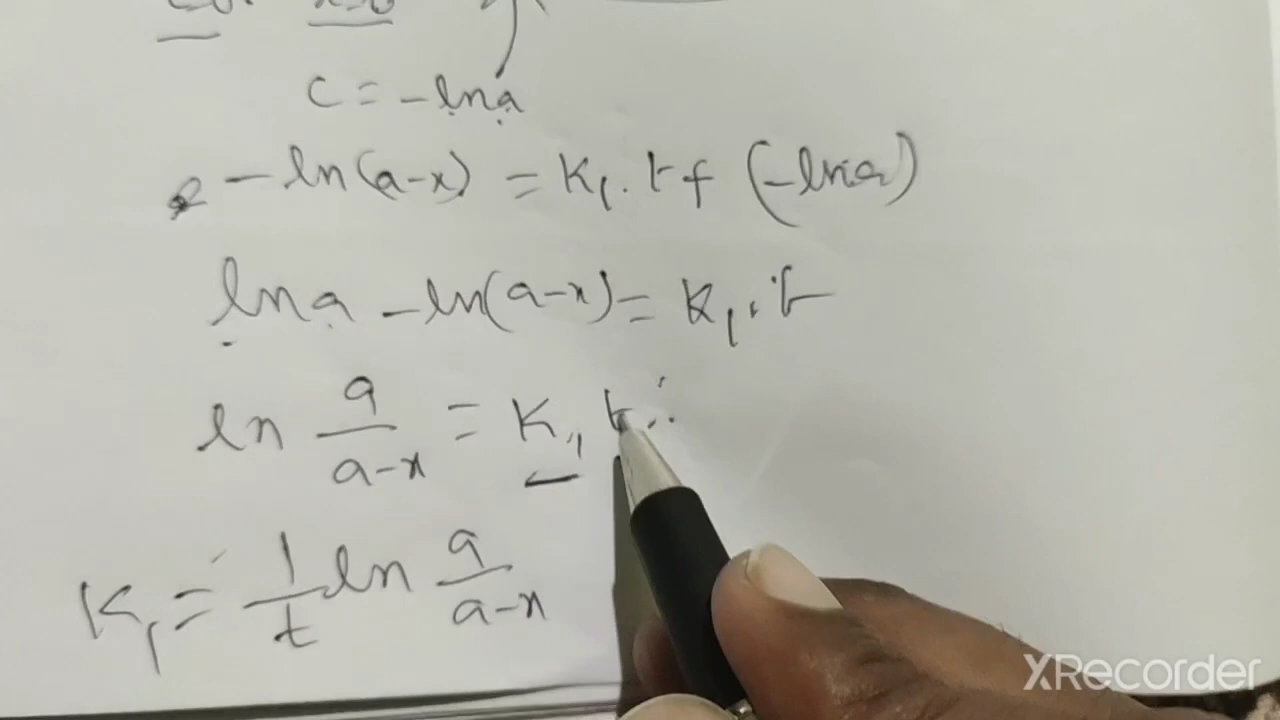 C = -ln a
-ln(a-x) = K₁ . t + (-ln a)
ln a - ln(a-x) = K₁ . t
ln a/(a-x) = K₁ t
K₁ = 1/t ln a/(a-x)
XRecorder